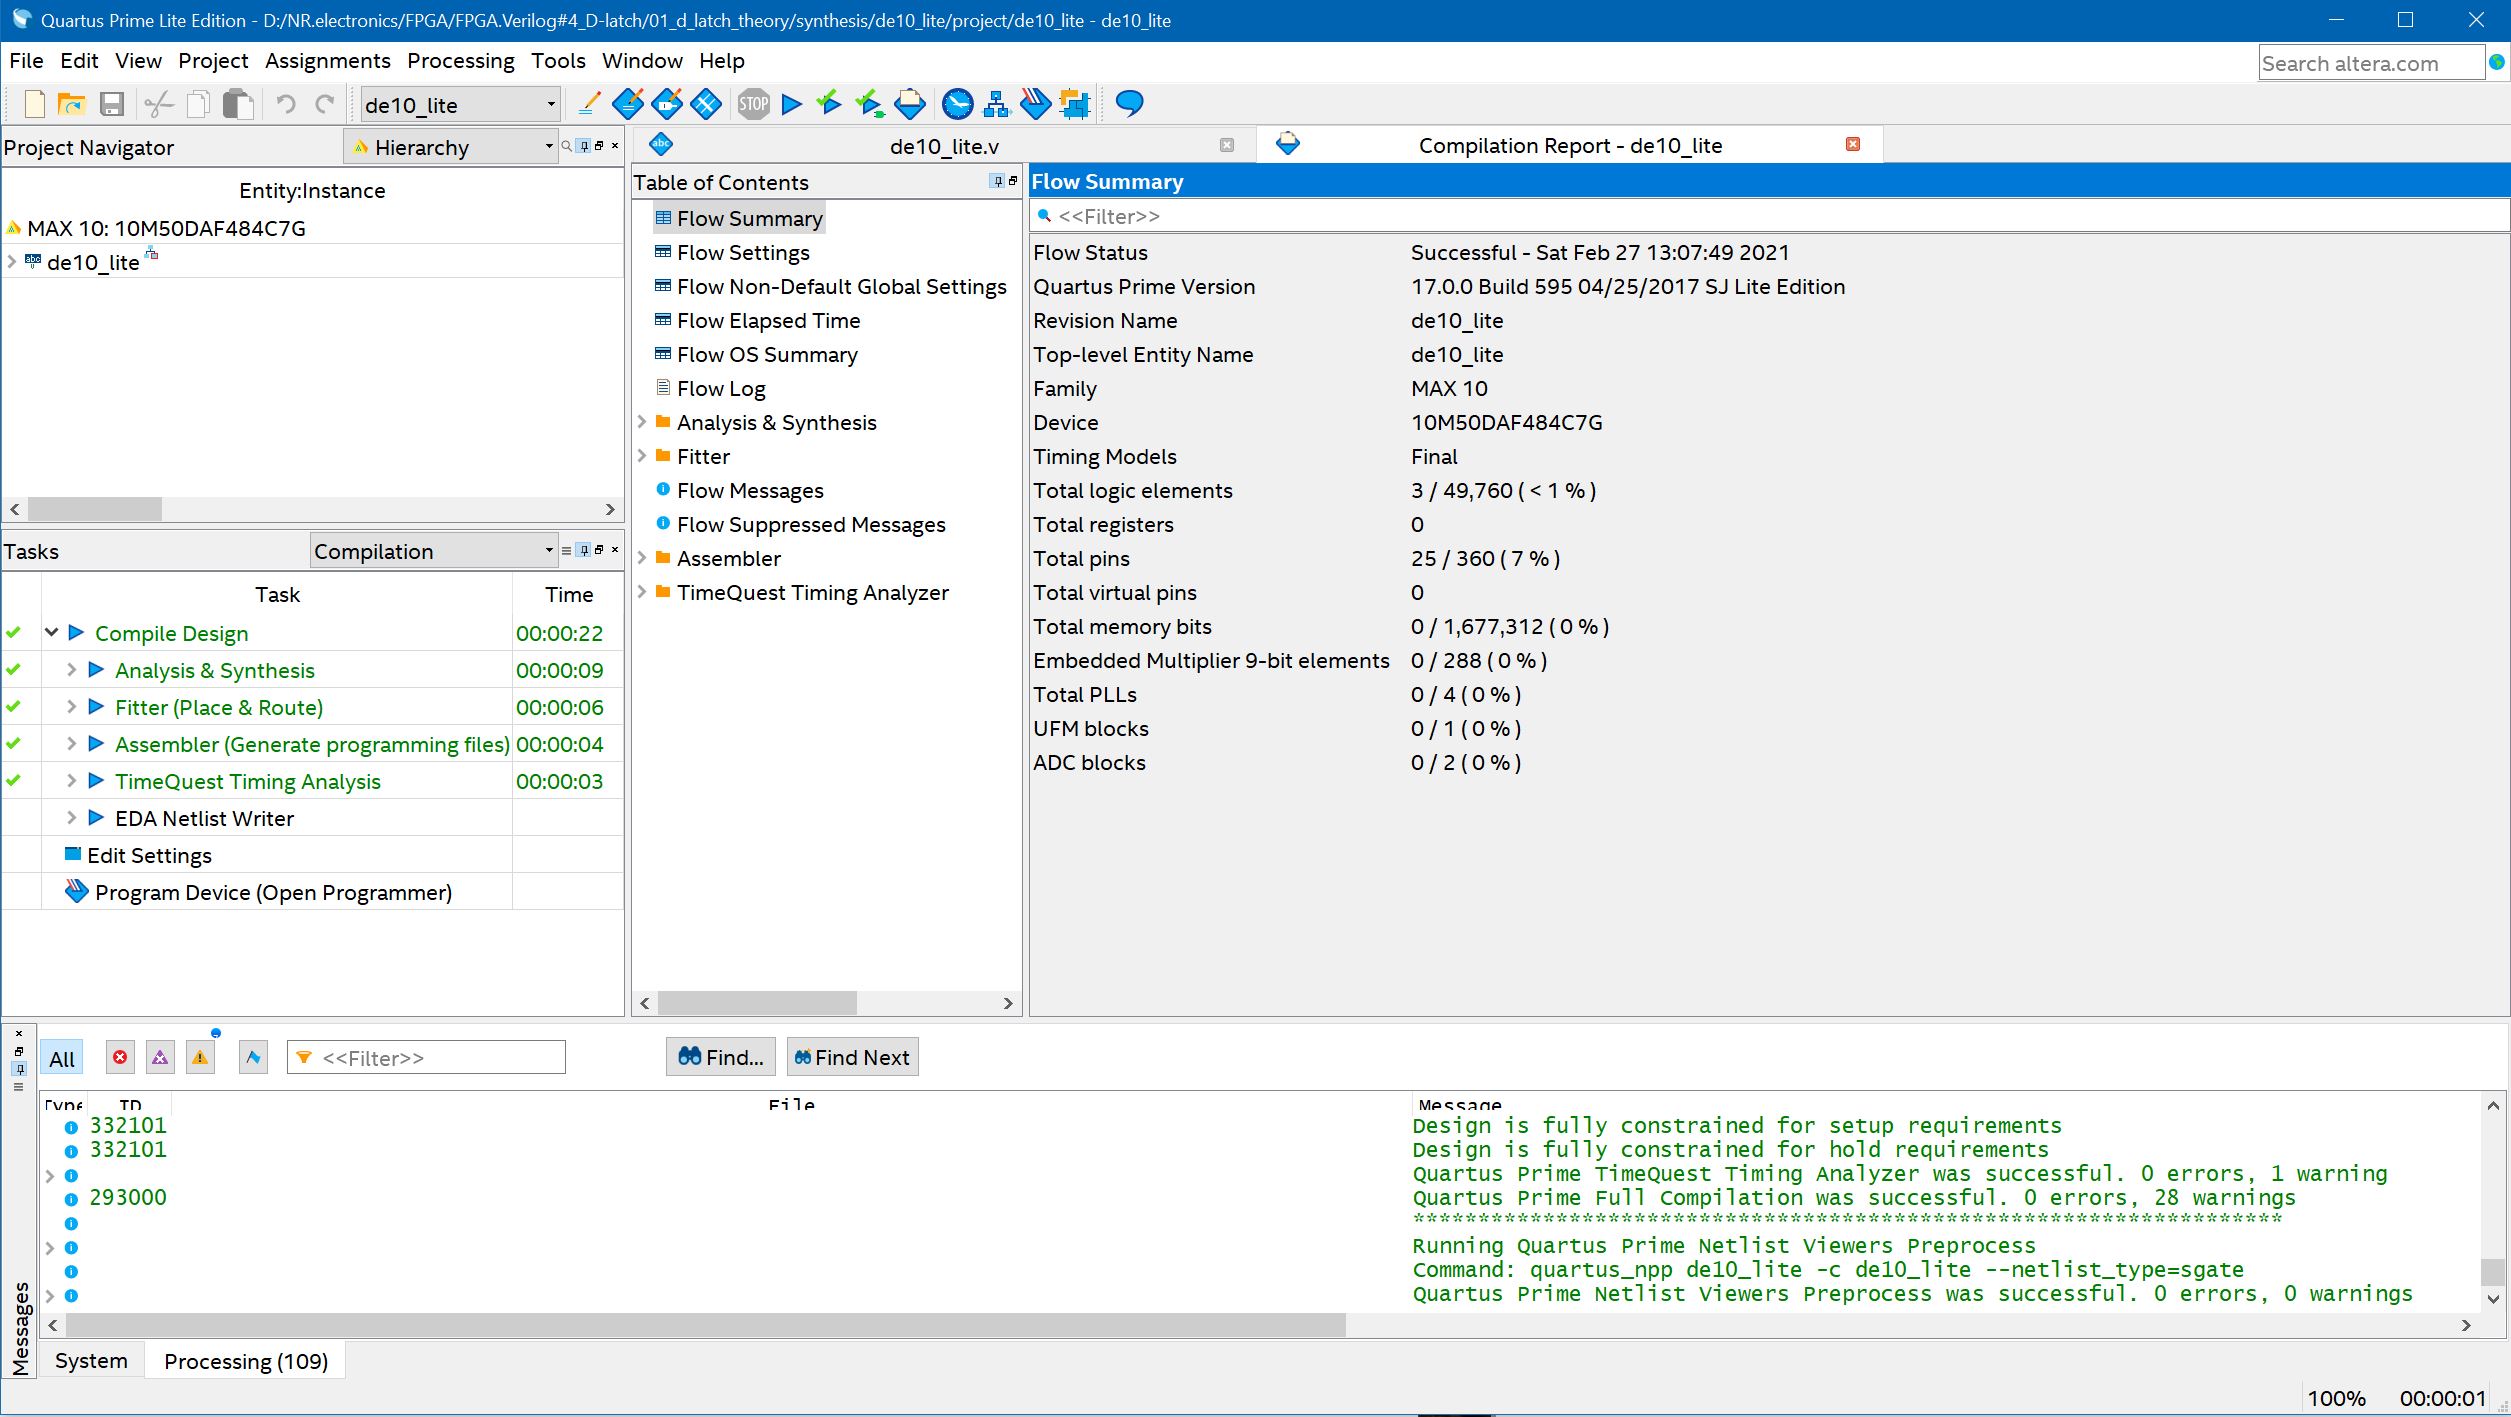 Quartus Prime Lite Edition - D:/NR.electronics/FPGA/FPGA.Verilog#4_D-latch/01_d_latch_theory/synthesis/de10_lite/project/de10_lite - de10_lite
File Edit View Project Assignments Processing Tools Window Help
Search altera.com
de10_lite
STOP
Project Navigator
Hierarchy
Entity:Instance
MAX 10: 10M50DAF484C7G
abc de10_lite
Tasks
Compilation
Task Time
Compile Design 00:00:22
Analysis & Synthesis 00:00:09
Fitter (Place & Route) 00:00:06
Assembler (Generate programming files) 00:00:04
TimeQuest Timing Analysis 00:00:03
EDA Netlist Writer
Edit Settings
Program Device (Open Programmer)
abc de10_lite.v
Compilation Report - de10_lite
Table of Contents
Flow Summary
Flow Settings
Flow Non-Default Global Settings
Flow Elapsed Time
Flow OS Summary
Flow Log
Analysis & Synthesis
Fitter
Flow Messages
Flow Suppressed Messages
Assembler
TimeQuest Timing Analyzer
Flow Summary
<<Filter>>
Flow Status Successful - Sat Feb 27 13:07:49 2021
Quartus Prime Version 17.0.0 Build 595 04/25/2017 SJ Lite Edition
Revision Name de10_lite
Top-level Entity Name de10_lite
Family MAX 10
Device 10M50DAF484C7G
Timing Models Final
Total logic elements 3 / 49,760 ( < 1 % )
Total registers 0
Total pins 25 / 360 ( 7 % )
Total virtual pins 0
Total memory bits 0 / 1,677,312 ( 0 % )
Embedded Multiplier 9-bit elements 0 / 288 ( 0 % )
Total PLLs 0 / 4 ( 0 % )
UFM blocks 0 / 1 ( 0 % )
ADC blocks 0 / 2 ( 0 % )
Messages
All
<<Filter>>
Find...
Find Next
Type ID File Message
332101 Design is fully constrained for setup requirements
332101 Design is fully constrained for hold requirements
Quartus Prime TimeQuest Timing Analyzer was successful. 0 errors, 1 warning
293000 Quartus Prime Full Compilation was successful. 0 errors, 28 warnings
*******************************************************************
Running Quartus Prime Netlist Viewers Preprocess
Command: quartus_npp de10_lite -c de10_lite --netlist_type=sgate
Quartus Prime Netlist Viewers Preprocess was successful. 0 errors, 0 warnings
System
Processing (109)
100% 00:00:01